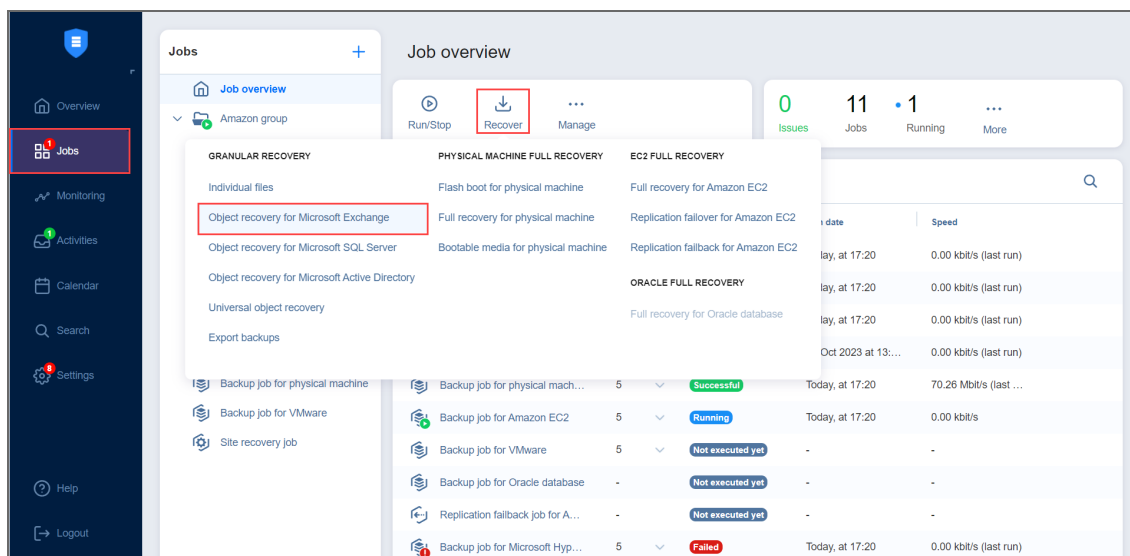 Jobs
+
Job overview
Job overview
Amazon group
Run/Stop
Recover
Manage
0
Issues
11
Jobs
1
Running
More
Overview
1
Jobs
Monitoring
1
Activities
Calendar
Search
8
Settings
Help
Logout
GRANULAR RECOVERY
Individual files
Object recovery for Microsoft Exchange
Object recovery for Microsoft SQL Server
Object recovery for Microsoft Active Directory
Universal object recovery
Export backups
PHYSICAL MACHINE FULL RECOVERY
Flash boot for physical machine
Full recovery for physical machine
Bootable media for physical machine
EC2 FULL RECOVERY
Full recovery for Amazon EC2
Replication failover for Amazon EC2
Replication failback for Amazon EC2
ORACLE FULL RECOVERY
Full recovery for Oracle database
date Speed
at 17:20 0.00 kbit/s (last run)
at 17:20 0.00 kbit/s (last run)
at 17:20 0.00 kbit/s (last run)
Oct 2023 at 13:... 0.00 kbit/s (last run)
Backup job for physical machine
Backup job for VMware
Site recovery job
Backup job for physical mach... 5 Successful Today, at 17:20 70.26 Mbit/s (last ...
Backup job for Amazon EC2 5 Running Today, at 17:20 0.00 kbit/s
Backup job for VMware 5 Not executed yet - -
Backup job for Oracle database - Not executed yet - -
Replication failback job for A... - Not executed yet - -
Backup job for Microsoft Hyp... 5 Failed Today, at 17:20 0.00 kbit/s (last run)